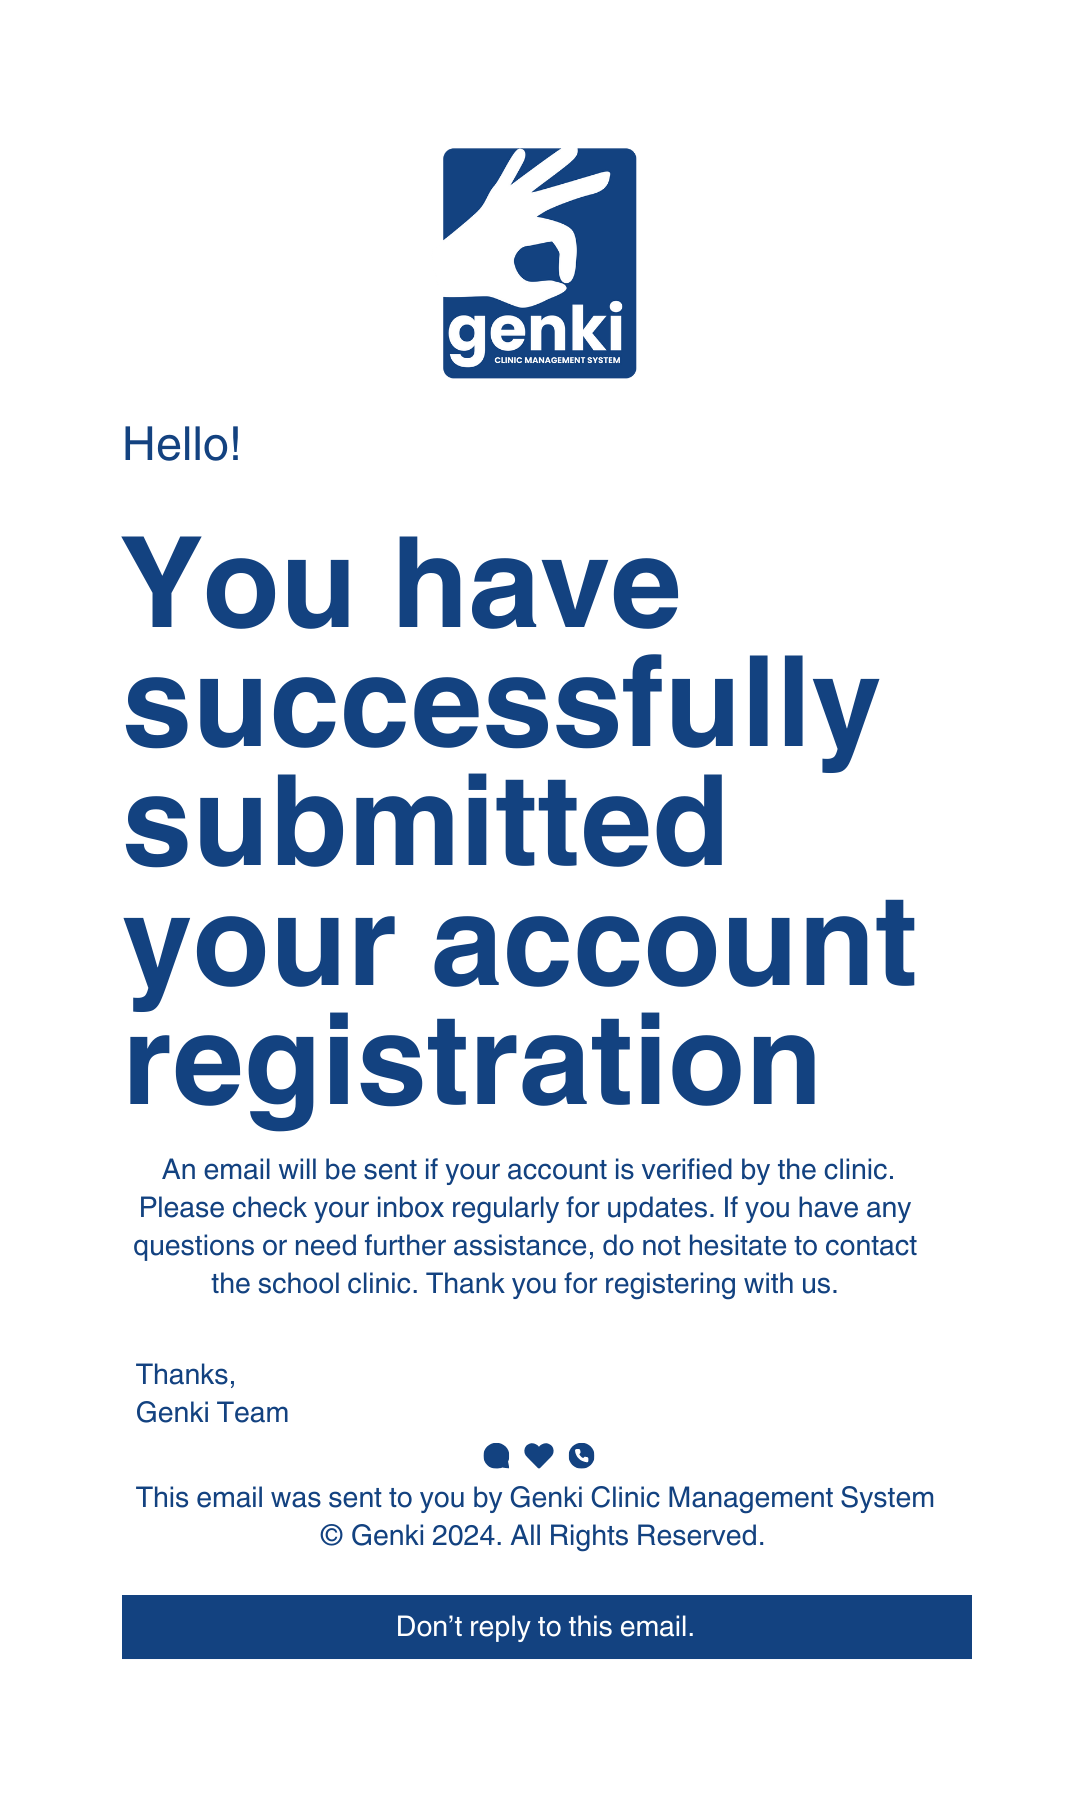 genki
CLINIC MANAGEMENT SYSTEM
Hello!
You have
successfully
submitted
your account
registration
An email will be sent if your account is verified by the clinic.
Please check your inbox regularly for updates. If you have any
questions or need further assistance, do not hesitate to contact
the school clinic. Thank you for registering with us.
Thanks,
Genki Team
This email was sent to you by Genki Clinic Management System
© Genki 2024. All Rights Reserved.
Don’t reply to this email.